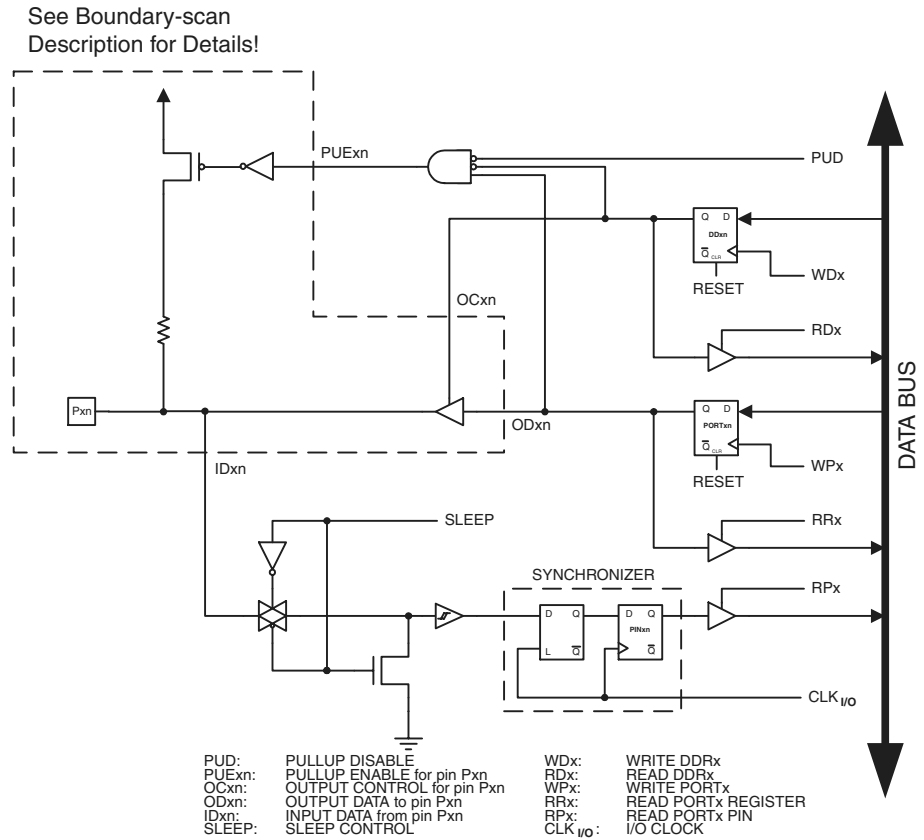 See Boundary-scan
Description for Details!
PUExn
PUD
Q D
DDxn
Q CLR
WDx
RESET
OCxn
RDx
Pxn
ODxn
Q D
PORTxn
Q CLR
WPx
RESET
IDxn
SLEEP
RRx
SYNCHRONIZER
RPx
D Q
L Q
D Q
PINxn
Q
CLK I/O
DATA BUS
PUD: PULLUP DISABLE
PUExn: PULLUP ENABLE for pin Pxn
OCxn: OUTPUT CONTROL for pin Pxn
ODxn: OUTPUT DATA to pin Pxn
IDxn: INPUT DATA from pin Pxn
SLEEP: SLEEP CONTROL
WDx: WRITE DDRx
RDx: READ DDRx
WPx: WRITE PORTx
RRx: READ PORTx REGISTER
RPx: READ PORTx PIN
CLK I/O: I/O CLOCK